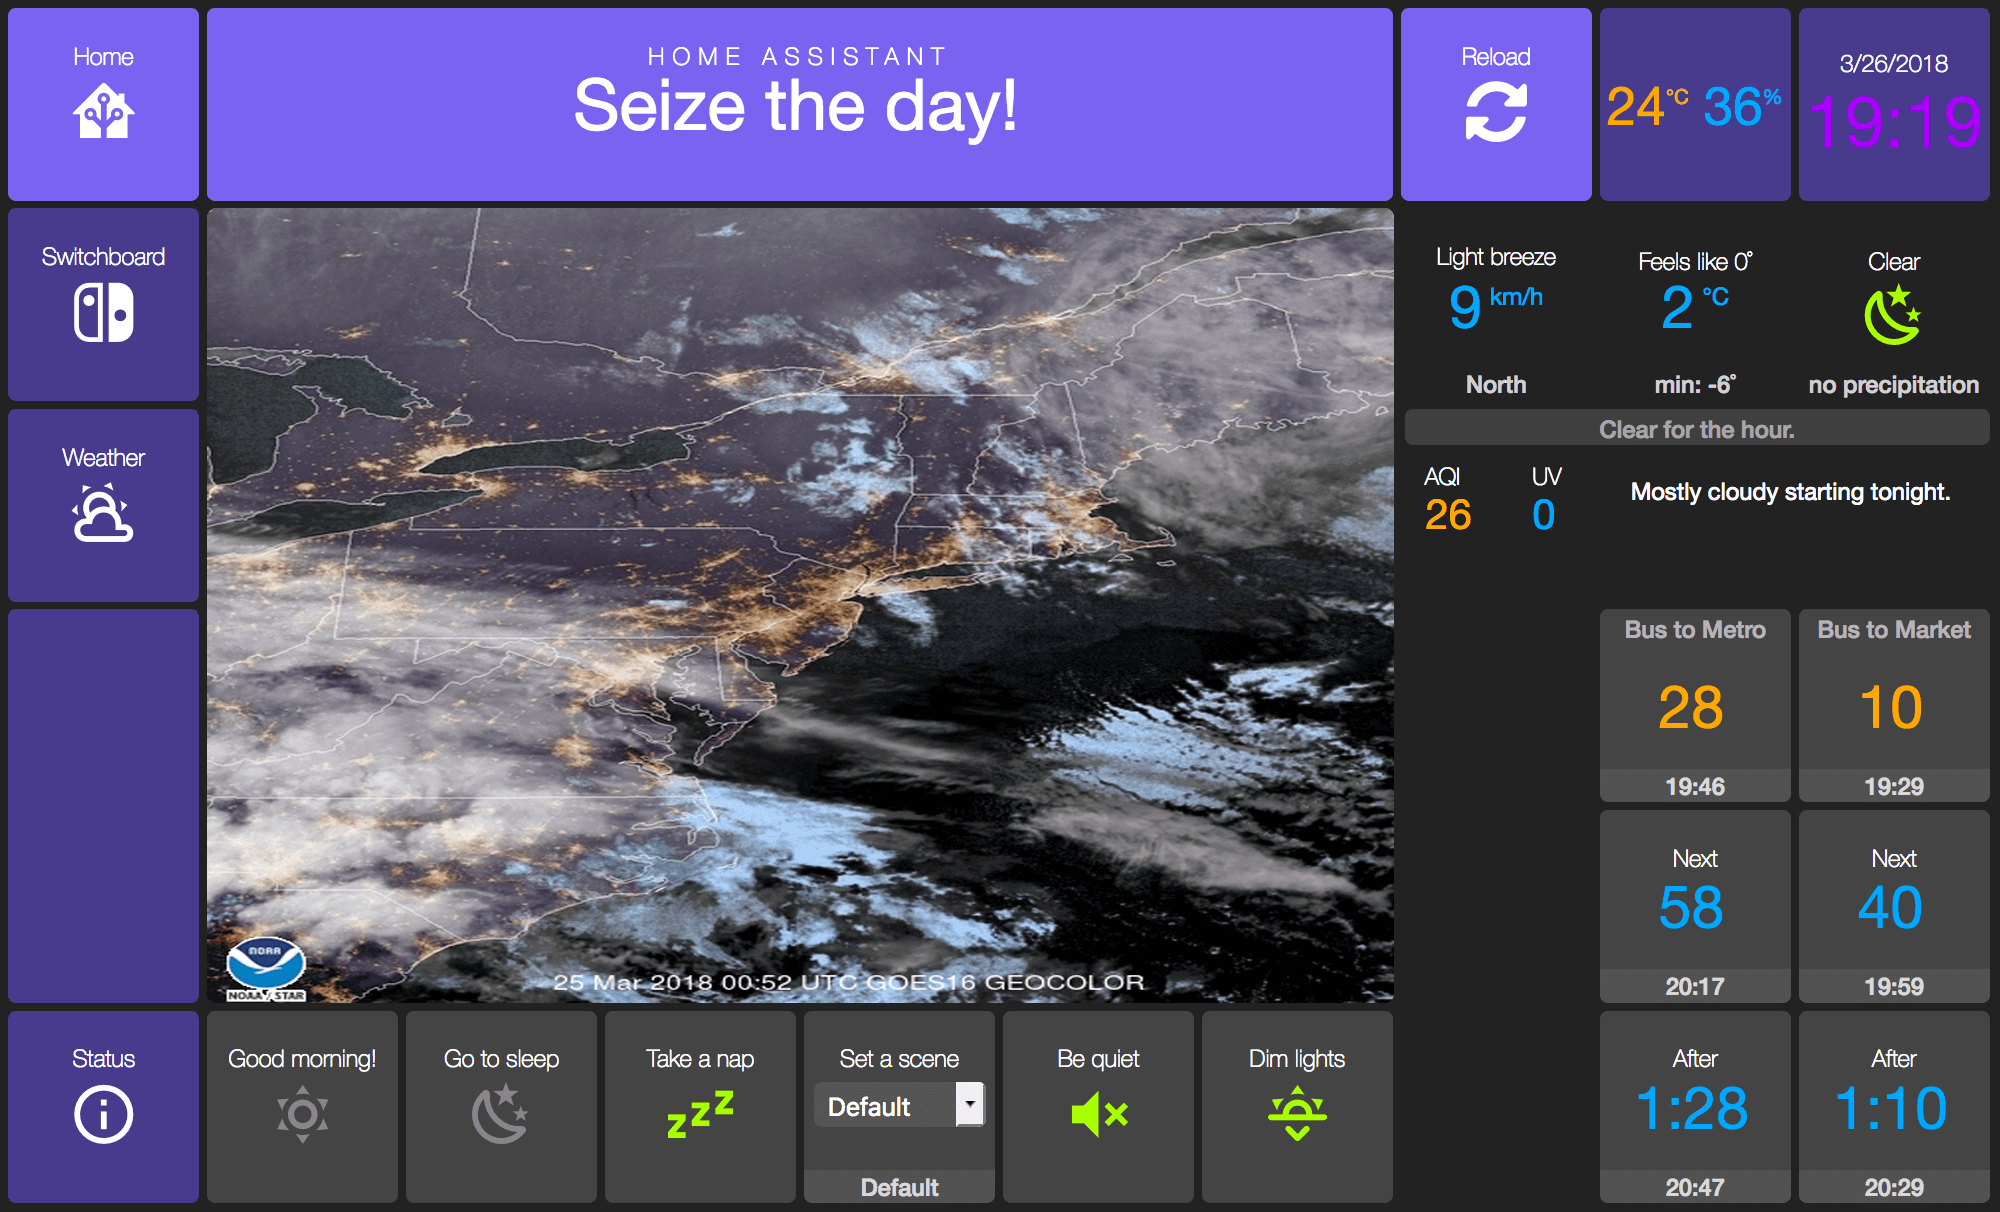 Home
HOME ASSISTANT
Seize the day!
Reload
24°C 36%
3/26/2018
19:19
Switchboard
Weather
Status
Light breeze
9 km/h
North
Feels like 0°
2 °C
min: -6°
Clear
no precipitation
Clear for the hour.
AQI
26
UV
0
Mostly cloudy starting tonight.
Bus to Metro
28
19:46
Bus to Market
10
19:29
Next
58
20:17
Next
40
19:59
After
1:28
20:47
After
1:10
20:29
NOAA
NOAA/STAR
25 Mar 2018 00:52 UTC GOES16 GEOCOLOR
Good morning!
Go to sleep
Take a nap
z z z
Set a scene
Default
Default
Be quiet
Dim lights